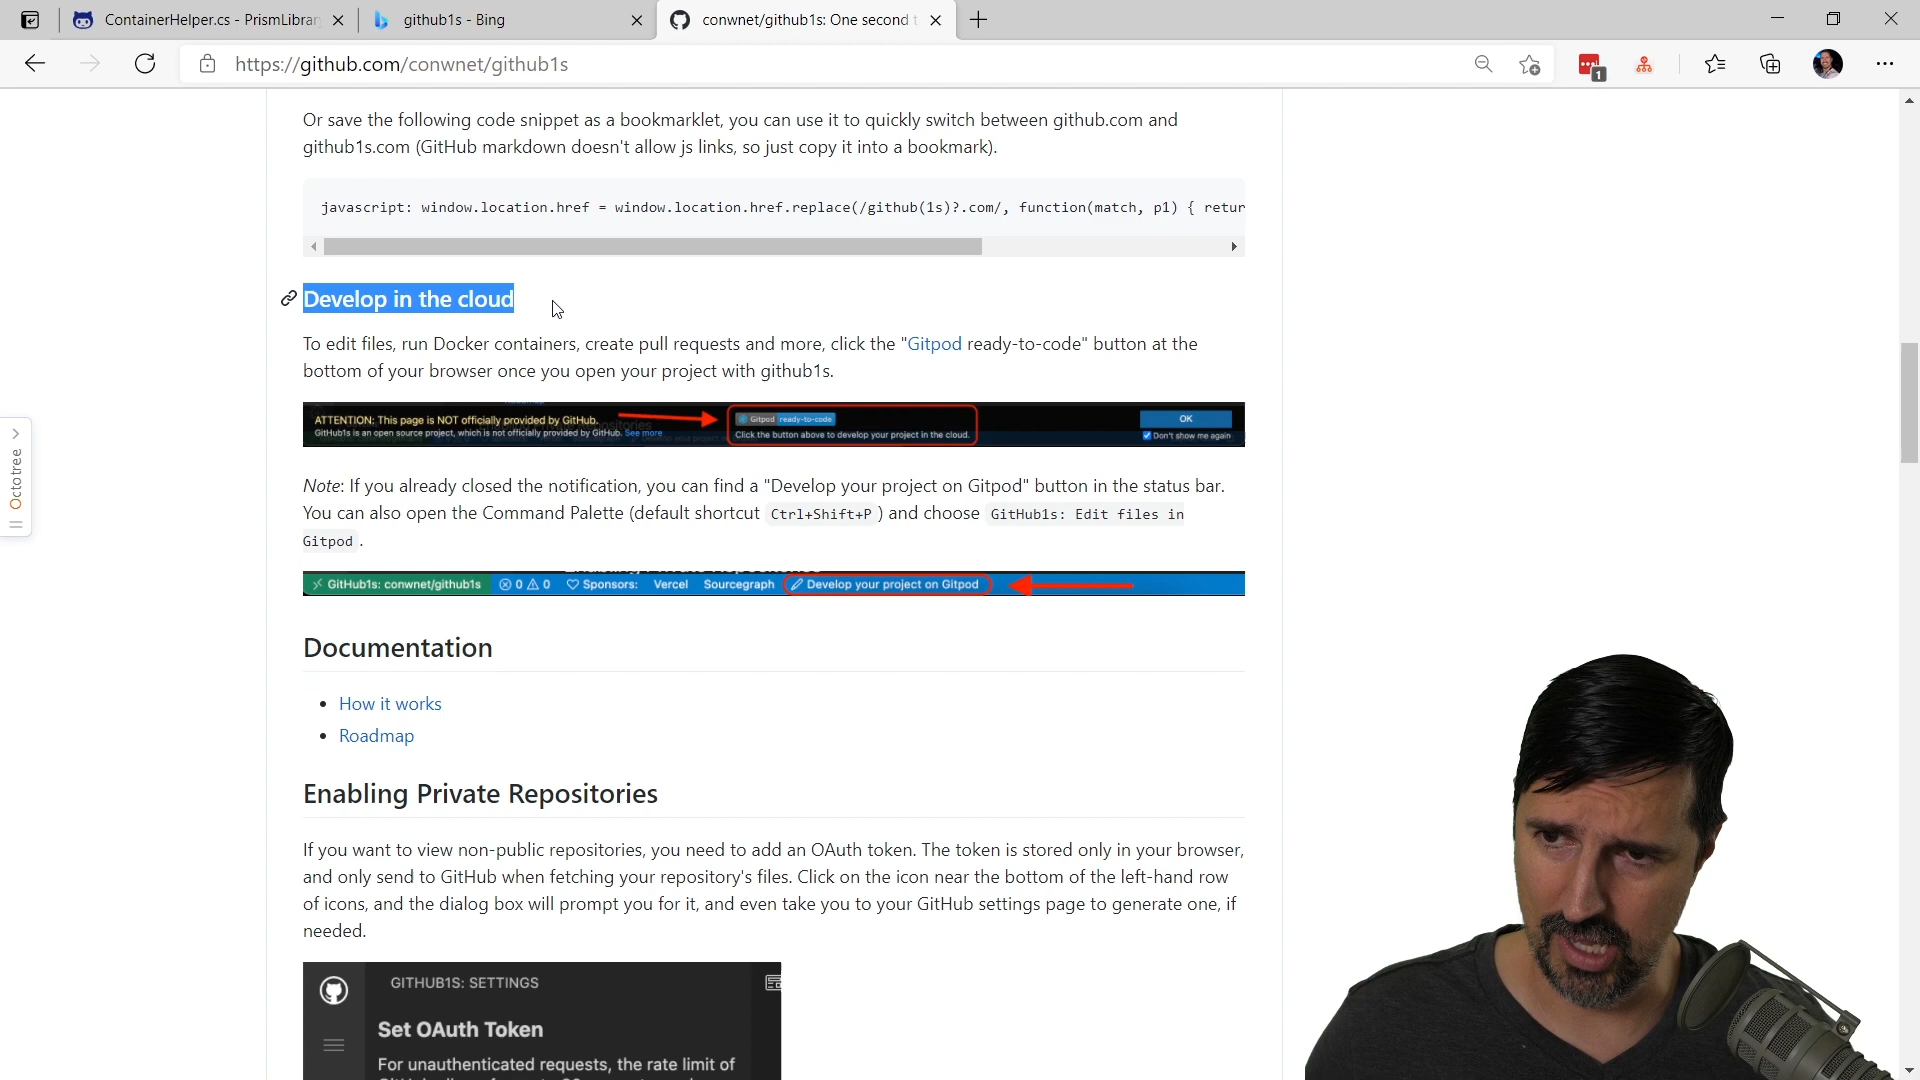 ContainerHelper.cs - PrismLibrar
github1s - Bing
conwnet/github1s: One second t
https://github.com/conwnet/github1s
1
Or save the following code snippet as a bookmarklet, you can use it to quickly switch between github.com and
github1s.com (GitHub markdown doesn't allow js links, so just copy it into a bookmark).
javascript: window.location.href = window.location.href.replace(/github(1s)?.com/, function(match, p1) { retur
Develop in the cloud
To edit files, run Docker containers, create pull requests and more, click the "Gitpod ready-to-code" button at the
bottom of your browser once you open your project with github1s.
ATTENTION: This page is NOT officially provided by GitHub.
GitHub1s is an open source project, which is not officially provided by GitHub. See more
Gitpod ready-to-code
Click the button above to develop your project in the cloud.
OK
Don't show me again
Octotree
Note: If you already closed the notification, you can find a "Develop your project on Gitpod" button in the status bar.
You can also open the Command Palette (default shortcut Ctrl+Shift+P ) and choose GitHub1s: Edit files in
Gitpod .
GitHub1s: conwnet/github1s 0 0 Sponsors: Vercel Sourcegraph Develop your project on Gitpod
Documentation
How it works
Roadmap
Enabling Private Repositories
If you want to view non-public repositories, you need to add an OAuth token. The token is stored only in your browser,
and only send to GitHub when fetching your repository's files. Click on the icon near the bottom of the left-hand row
of icons, and the dialog box will prompt you for it, and even take you to your GitHub settings page to generate one, if
needed.
GITHUB1S: SETTINGS
Set OAuth Token
For unauthenticated requests, the rate limit of